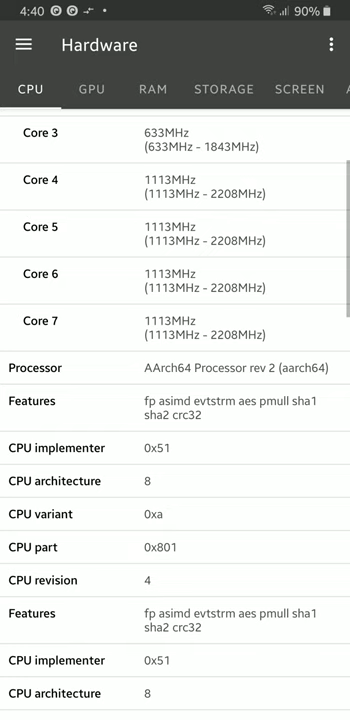 4:40
90%
Hardware
CPU GPU RAM STORAGE SCREEN
Core 3 633MHz
(633MHz - 1843MHz)
Core 4 1113MHz
(1113MHz - 2208MHz)
Core 5 1113MHz
(1113MHz - 2208MHz)
Core 6 1113MHz
(1113MHz - 2208MHz)
Core 7 1113MHz
(1113MHz - 2208MHz)
Processor AArch64 Processor rev 2 (aarch64)
Features fp asimd evtstrm aes pmull sha1
sha2 crc32
CPU implementer 0x51
CPU architecture 8
CPU variant 0xa
CPU part 0x801
CPU revision 4
Features fp asimd evtstrm aes pmull sha1
sha2 crc32
CPU implementer 0x51
CPU architecture 8